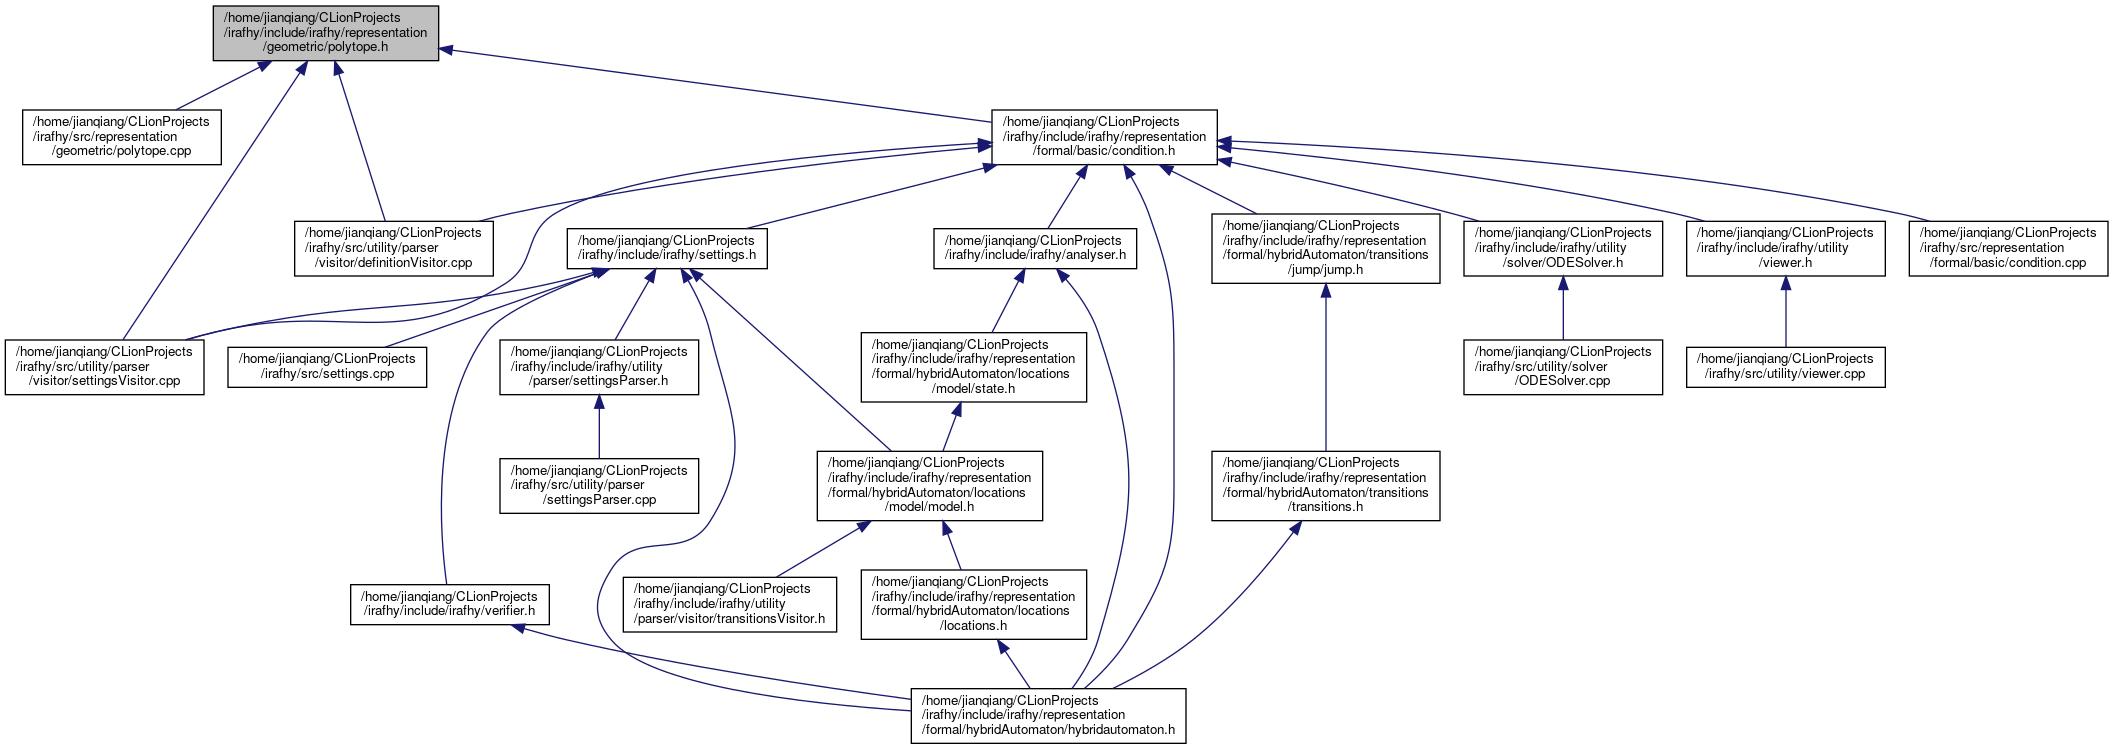 /home/jianqiang/CLionProjects
/irafhy/include/irafhy/representation
/geometric/polytope.h
/home/jianqiang/CLionProjects
/irafhy/src/representation
/geometric/polytope.cpp
/home/jianqiang/CLionProjects
/irafhy/include/irafhy/representation
/formal/basic/condition.h
/home/jianqiang/CLionProjects
/irafhy/src/utility/parser
/visitor/definitionVisitor.cpp
/home/jianqiang/CLionProjects
/irafhy/include/irafhy/settings.h
/home/jianqiang/CLionProjects
/irafhy/include/irafhy/analyser.h
/home/jianqiang/CLionProjects
/irafhy/include/irafhy/representation
/formal/hybridAutomaton/transitions
/jump/jump.h
/home/jianqiang/CLionProjects
/irafhy/include/irafhy/utility
/solver/ODESolver.h
/home/jianqiang/CLionProjects
/irafhy/include/irafhy/utility
/viewer.h
/home/jianqiang/CLionProjects
/irafhy/src/representation
/formal/basic/condition.cpp
/home/jianqiang/CLionProjects
/irafhy/src/utility/parser
/visitor/settingsVisitor.cpp
/home/jianqiang/CLionProjects
/irafhy/src/settings.cpp
/home/jianqiang/CLionProjects
/irafhy/include/irafhy/utility
/parser/settingsParser.h
/home/jianqiang/CLionProjects
/irafhy/include/irafhy/representation
/formal/hybridAutomaton/locations
/model/state.h
/home/jianqiang/CLionProjects
/irafhy/src/utility/solver
/ODESolver.cpp
/home/jianqiang/CLionProjects
/irafhy/src/utility/viewer.cpp
/home/jianqiang/CLionProjects
/irafhy/src/utility/parser
/settingsParser.cpp
/home/jianqiang/CLionProjects
/irafhy/include/irafhy/representation
/formal/hybridAutomaton/locations
/model/model.h
/home/jianqiang/CLionProjects
/irafhy/include/irafhy/representation
/formal/hybridAutomaton/transitions
/transitions.h
/home/jianqiang/CLionProjects
/irafhy/include/irafhy/verifier.h
/home/jianqiang/CLionProjects
/irafhy/include/irafhy/utility
/parser/visitor/transitionsVisitor.h
/home/jianqiang/CLionProjects
/irafhy/include/irafhy/representation
/formal/hybridAutomaton/locations
/locations.h
/home/jianqiang/CLionProjects
/irafhy/include/irafhy/representation
/formal/hybridAutomaton/hybridautomaton.h